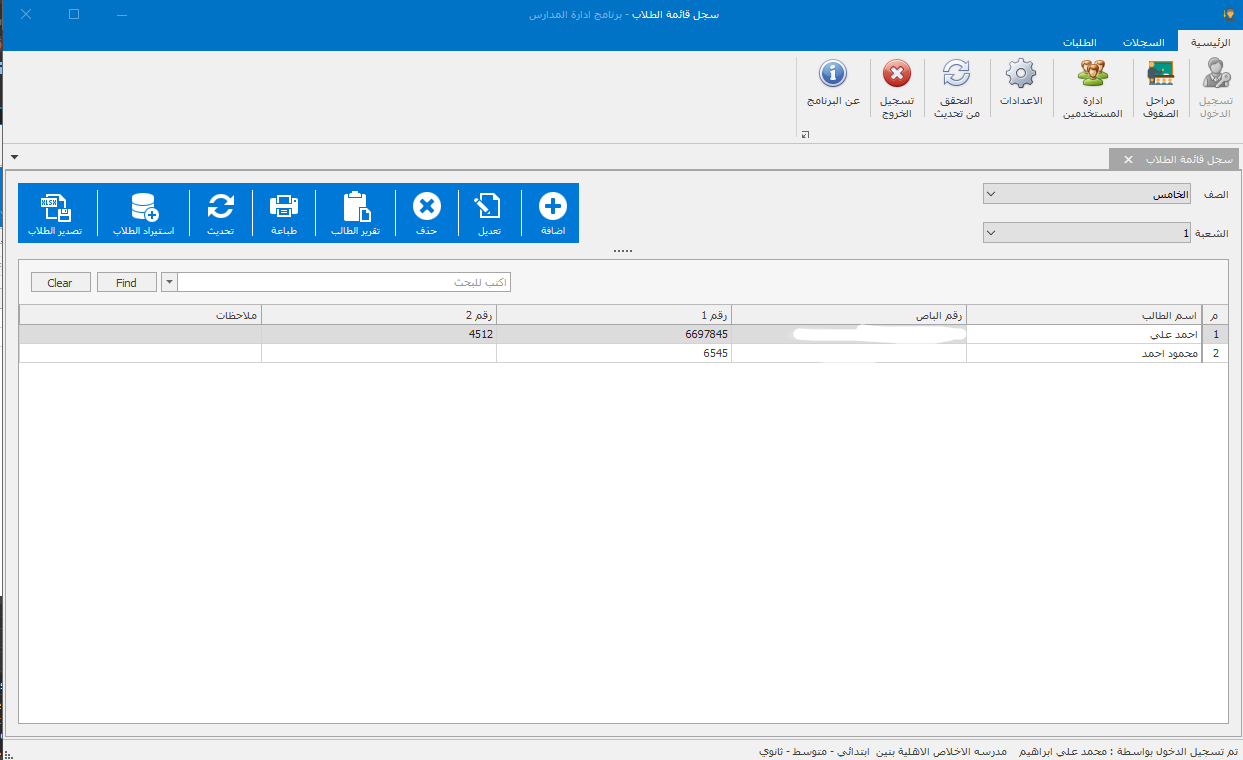 سجل قائمة الطلاب - برنامج ادارة المدارس
الرئيسية السجلات الطلبات
تسجيل الدخول
مراحل الصفوف
ادارة المستخدمين
الاعدادات
التحقق من تحديث
تسجيل الخروج
عن البرنامج
سجل قائمة الطلاب
الصف الخامس
الشعبة 1
اضافة تعديل حذف تقرير الطالب طباعة تحديث استيراد الطلاب تصدير الطلاب
XLSX
اكتب للبحث Find Clear
م اسم الطالب رقم الباص رقم 1 رقم 2 ملاحظات
1 احمد علي 6697845 4512
2 محمود احمد 6545
تم تسجيل الدخول بواسطة : محمد علي ابراهيم مدرسه الاخلاص الاهلية بنين ابتدائي - متوسط - ثانوي